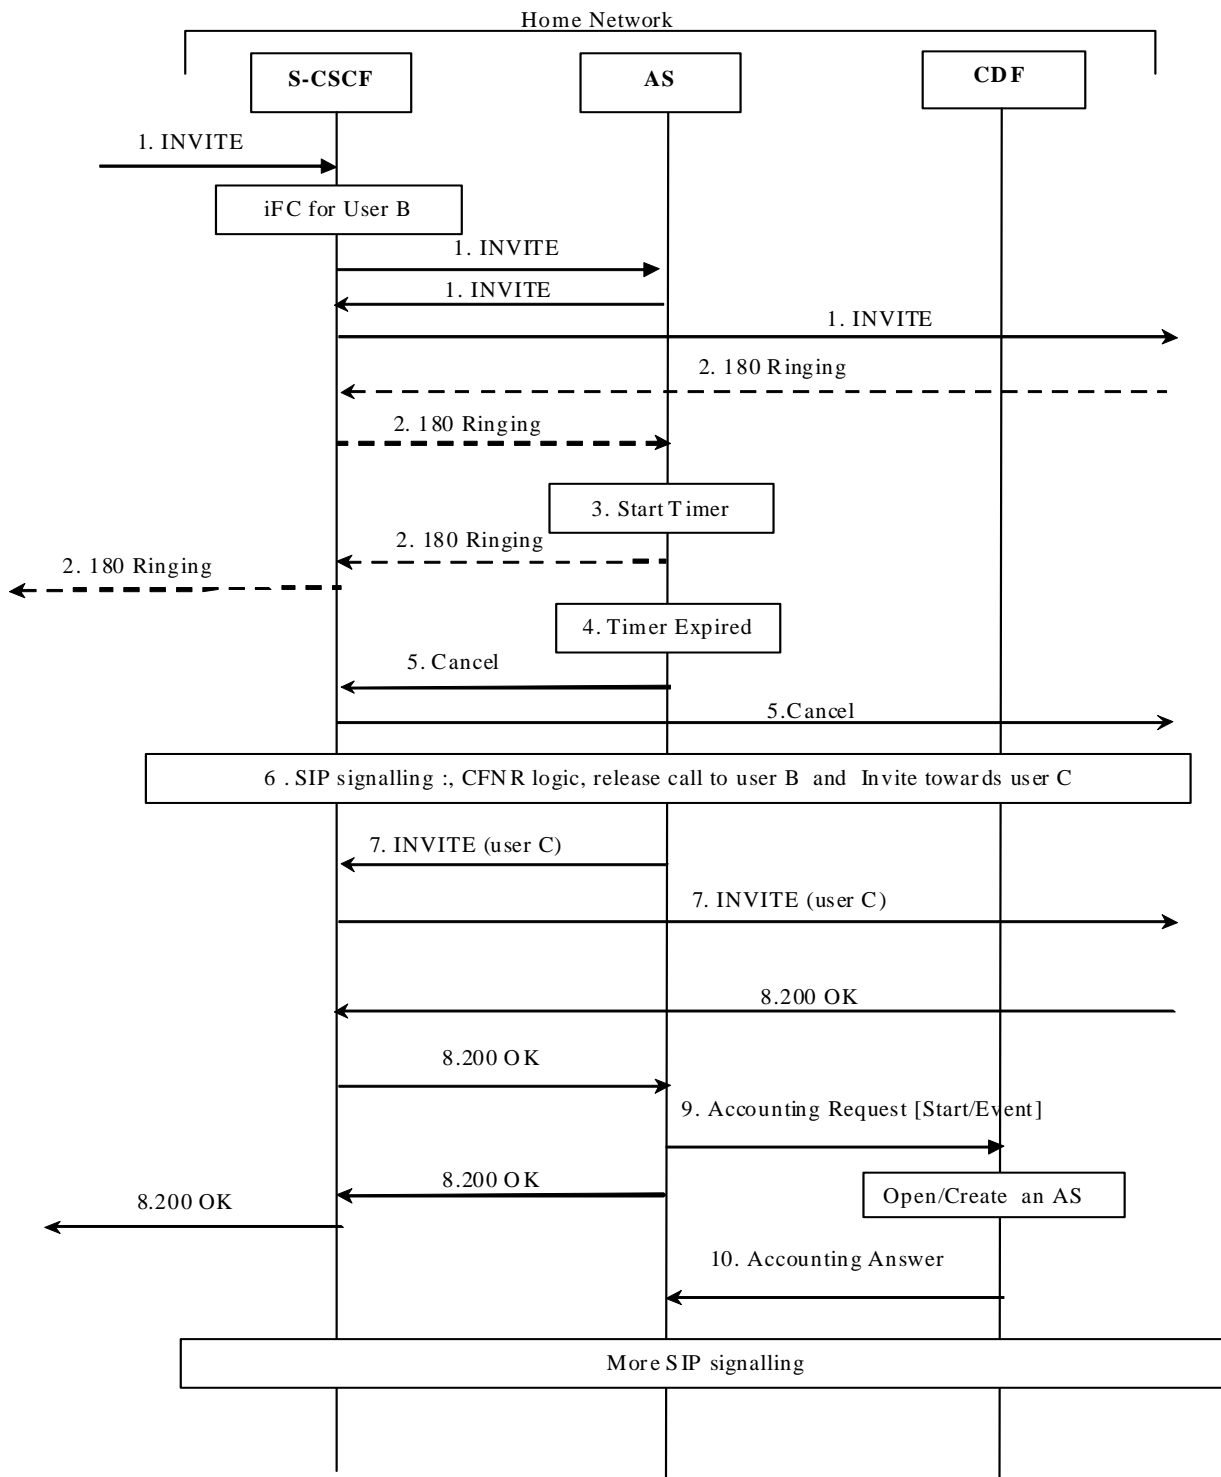 Home Network
S-CSCF
AS
CDF
1. INVITE
iFC for User B
1. INVITE
1. INVITE
1. INVITE
2. 180 Ringing
2. 180 Ringing
3. Start Timer
2. 180 Ringing
2. 180 Ringing
4. Timer Expired
5. Cancel
5.Cancel
6 . SIP signalling :, CFNR logic, release call to user B and Invite towards user C
7. INVITE (user C)
7. INVITE (user C)
8.200 OK
8.200 OK
9. Accounting Request [Start/Event]
8.200 OK
Open/Create an AS
8.200 OK
10. Accounting Answer
More SIP signalling